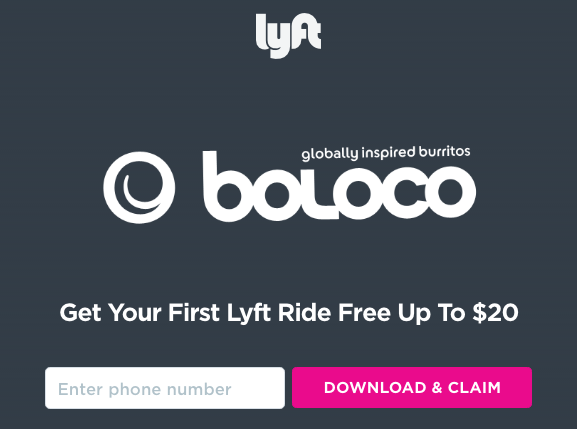 lyft
globally inspired burritos
boloco
Get Your First Lyft Ride Free Up To $20
Enter phone number
DOWNLOAD & CLAIM